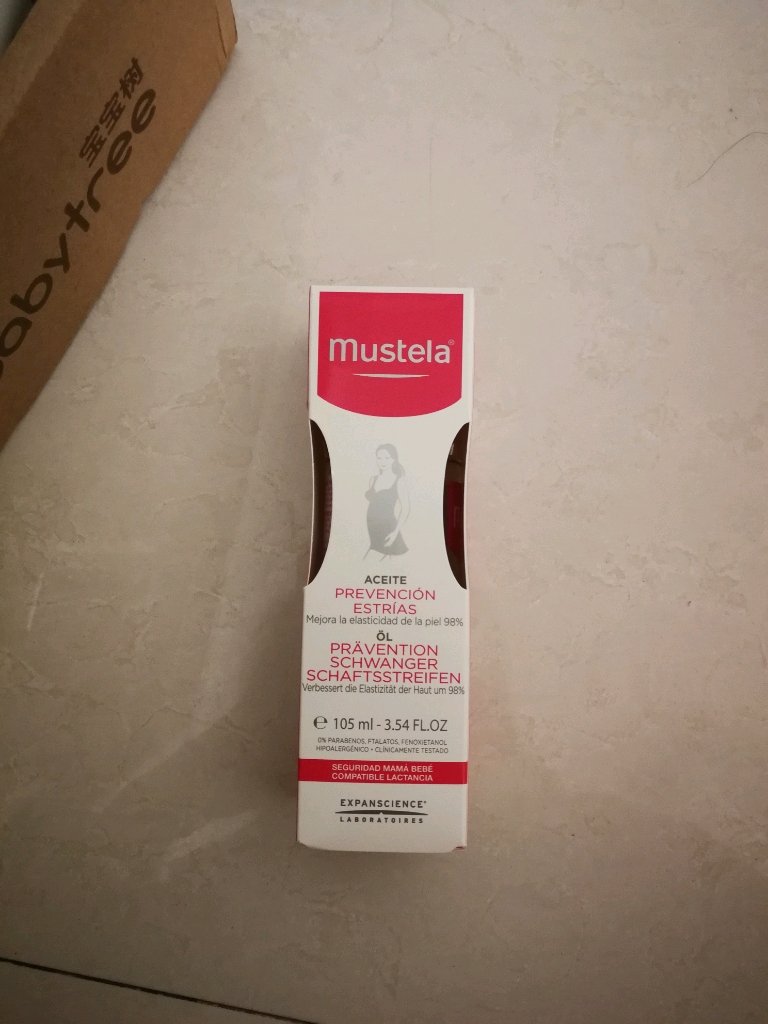 宝宝树
babytree
mustela®
ACEITE
PREVENCIÓN
ESTRÍAS
Mejora la elasticidad de la piel 98%
ÖL
PRÄVENTION
SCHWANGER
SCHAFTSSTREIFEN
Verbessert die Elastizität der Haut um 98%
℮ 105 ml - 3.54 FL.OZ
0% PARABENOS, FTALATOS, FENOXIETANOL
HIPOALERGÉNICO • CLÍNICAMENTE TESTADO
SEGURIDAD MAMÁ BEBÉ
COMPATIBLE LACTANCIA
EXPANSCIENCE®
LABORATOIRES